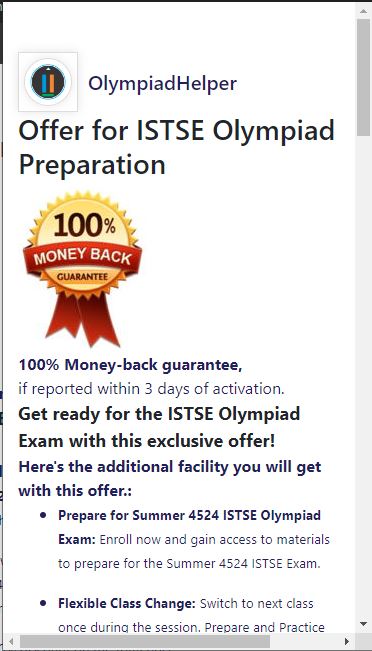 OlympiadHelper
Offer for ISTSE Olympiad
Preparation
100%
MONEY BACK
GUARANTEE
100% Money-back guarantee,
if reported within 3 days of activation.
Get ready for the ISTSE Olympiad
Exam with this exclusive offer!
Here's the additional facility you will get
with this offer.:
Prepare for Summer 4524 ISTSE Olympiad
Exam: Enroll now and gain access to materials
to prepare for the Summer 4524 ISTSE Exam.
Flexible Class Change: Switch to next class
once during the session. Prepare and Practice